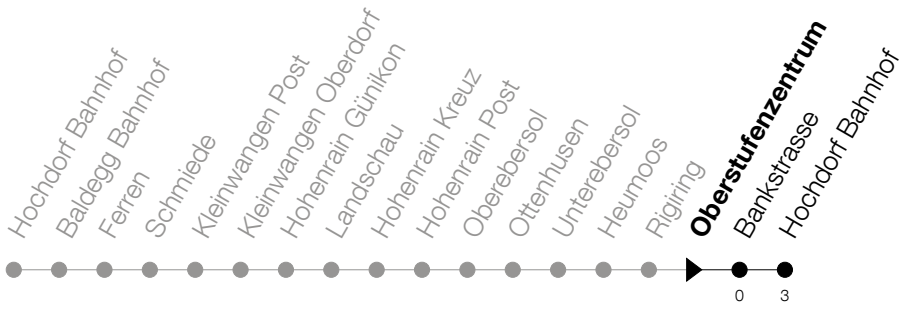 Hochdorf Bahnhof
Baldegg Bahnhof
Ferren
Schmiede
Kleinwangen Post
Kleinwangen Oberdorf
Hohenrain Günikon
Landschau
Hohenrain Kreuz
Hohenrain Post
Oberebersol
Ottenhusen
Unterebersol
Heumoos
Rigiring
Oberstufenzentrum
Bankstrasse
Hochdorf Bahnhof
0 3